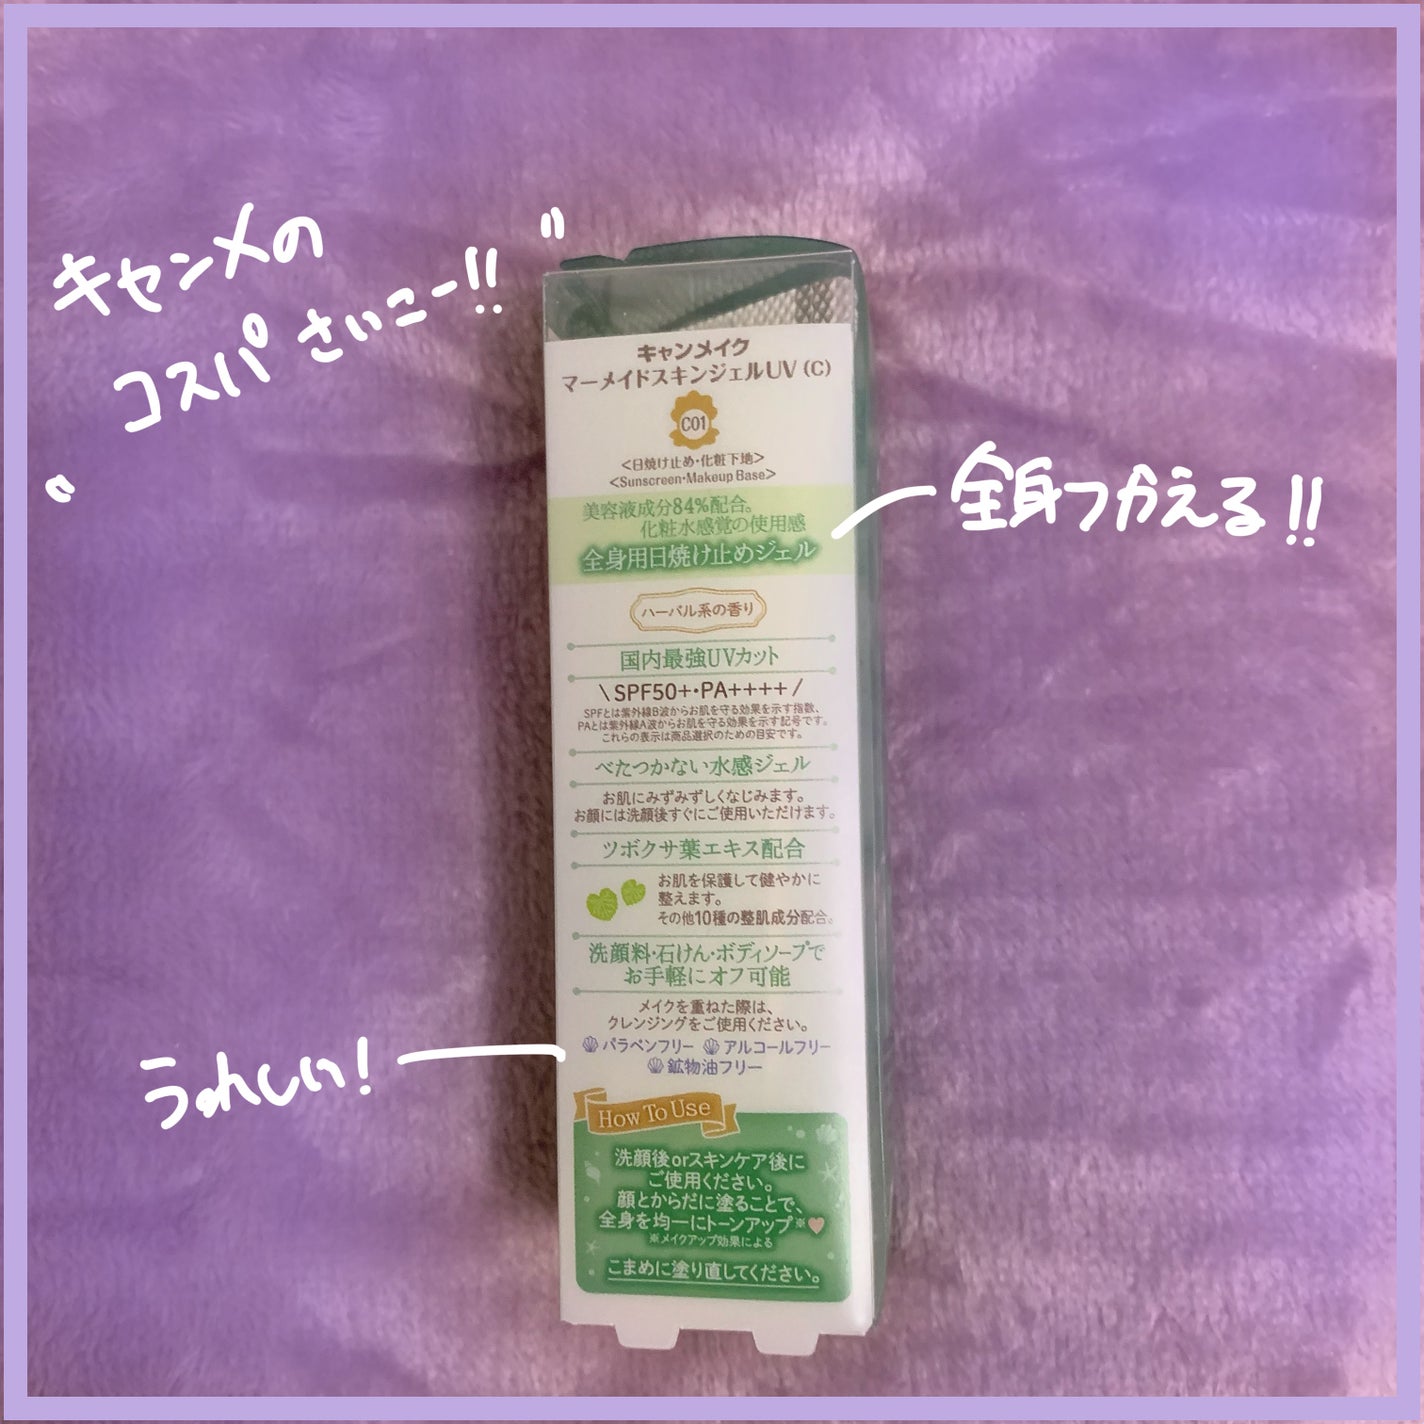 キャンメの
コスパさいこー!!
キャンメイク
マーメイドスキンジェルUV(C)
C01
<日焼け止め・化粧下地>
<Sunscreen・Makeup Base>
美容液成分84%配合。
化粧水感覚の使用感
全身用日焼け止めジェル
全身つかえる!!
ハーバル系の香り
国内最強UVカット
\ SPF50+・PA++++ /
SPFとは紫外線B波からお肌を守る効果を示す指数、
PAとは紫外線A波からお肌を守る効果を示す記号です。
これらの表示は商品選択のための目安です。
べたつかない水感ジェル
お肌にみずみずしくなじみます。
お顔には洗顔後すぐにご使用いただけます。
ツボクサ葉エキス配合
お肌を保護して健やかに
整えます。
その他10種の整肌成分配合。
洗顔料・石けん・ボディソープで
お手軽にオフ可能
メイクを重ねた際は、
クレンジングをご使用ください。
パラベンフリー アルコールフリー
鉱物油フリー
うれしい!
How To Use
洗顔後orスキンケア後に
ご使用ください。
顔とからだに塗ることで、
全身を均一にトーンアップ※♥
※メイクアップ効果による
こまめに塗り直してください。